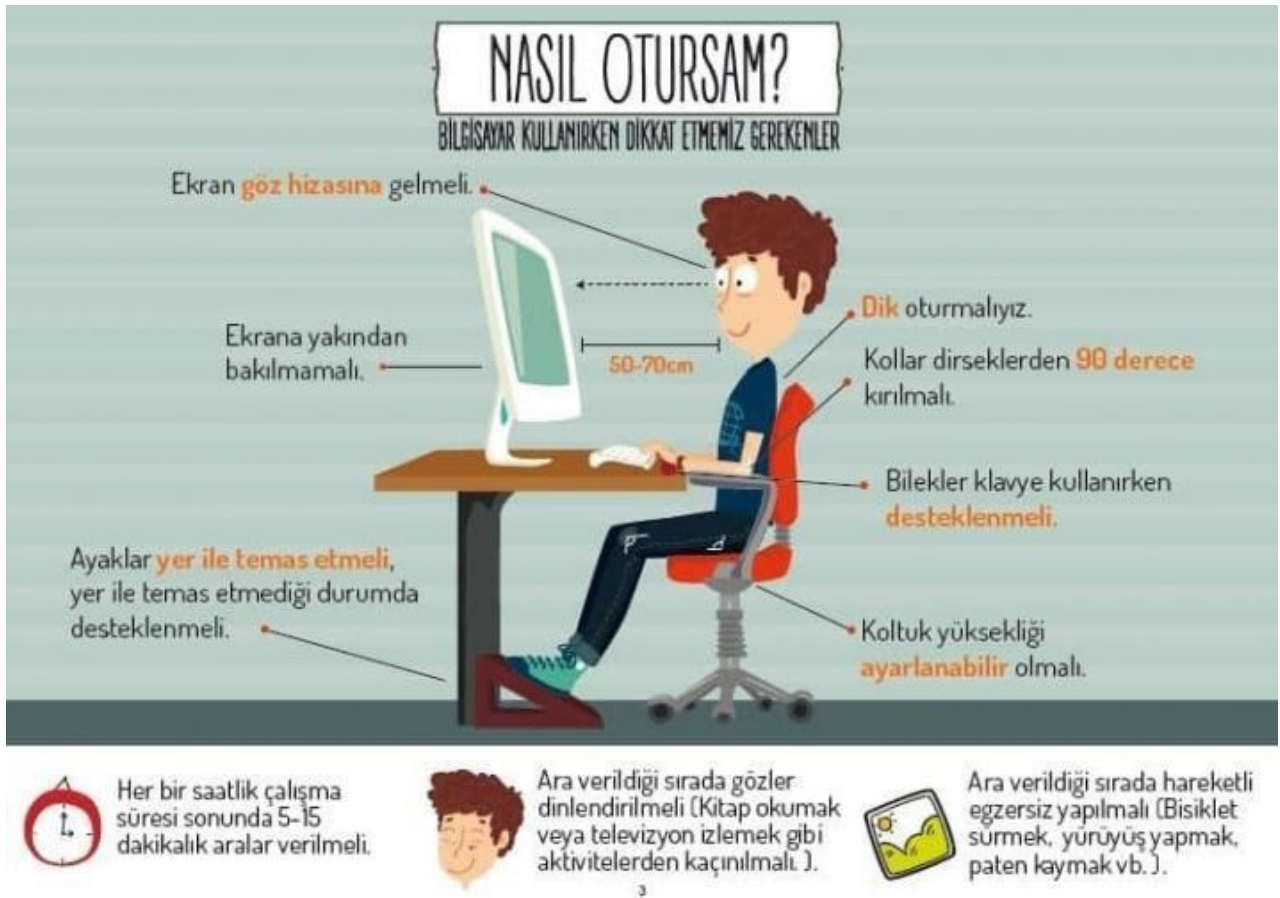 NASIL OTURSAM?
BİLGİSAYAR KULLANIRKEN DİKKAT ETMEMİZ GEREKENLER
Ekran göz hizasına gelmeli.
Ekrana yakından
bakılmamalı.
50-70cm
Dik oturmalıyız.
Kollar dirseklerden 90 derece
kırılmalı.
Bilekler klavye kullanırken
desteklenmeli.
Ayaklar yer ile temas etmeli,
yer ile temas etmediği durumda
desteklenmeli.
Koltuk yüksekliği
ayarlanabilir olmalı.
Her bir saatlik çalışma
süresi sonunda 5-15
dakikalık aralar verilmeli.
Ara verildiği sırada gözler
dinlendirilmeli (Kitap okumak
veya televizyon izlemek gibi
aktivitelerden kaçınılmalı. ).
Ara verildiği sırada hareketli
egzersiz yapılmalı (Bisiklet
sürmek, yürüyüş yapmak,
paten kaymak vb. ).
3